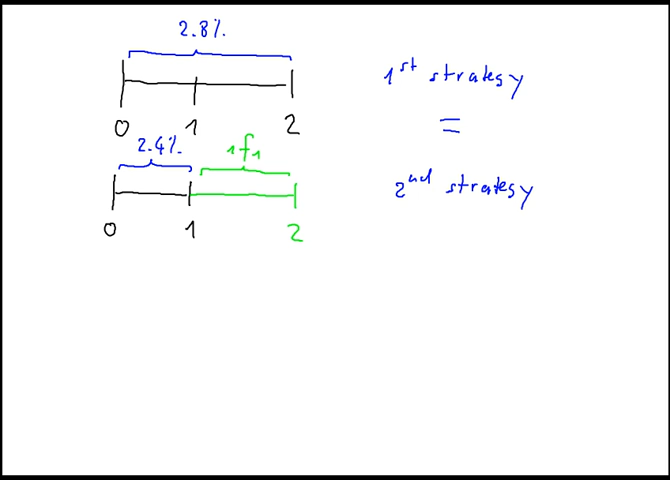 2.8%
1st strategy
0 1 2
=
2.4% 1f1
2nd strategy
0 1 2